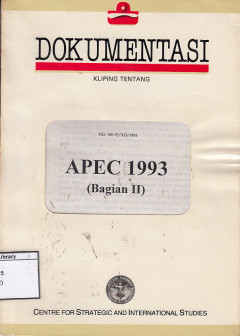 DOKUMENTASI
KLIPING TENTANG
APEC 1993
(Bagian II)
Library
CENTRE FOR STRATEGIC AND INTERNATIONAL STUDIES